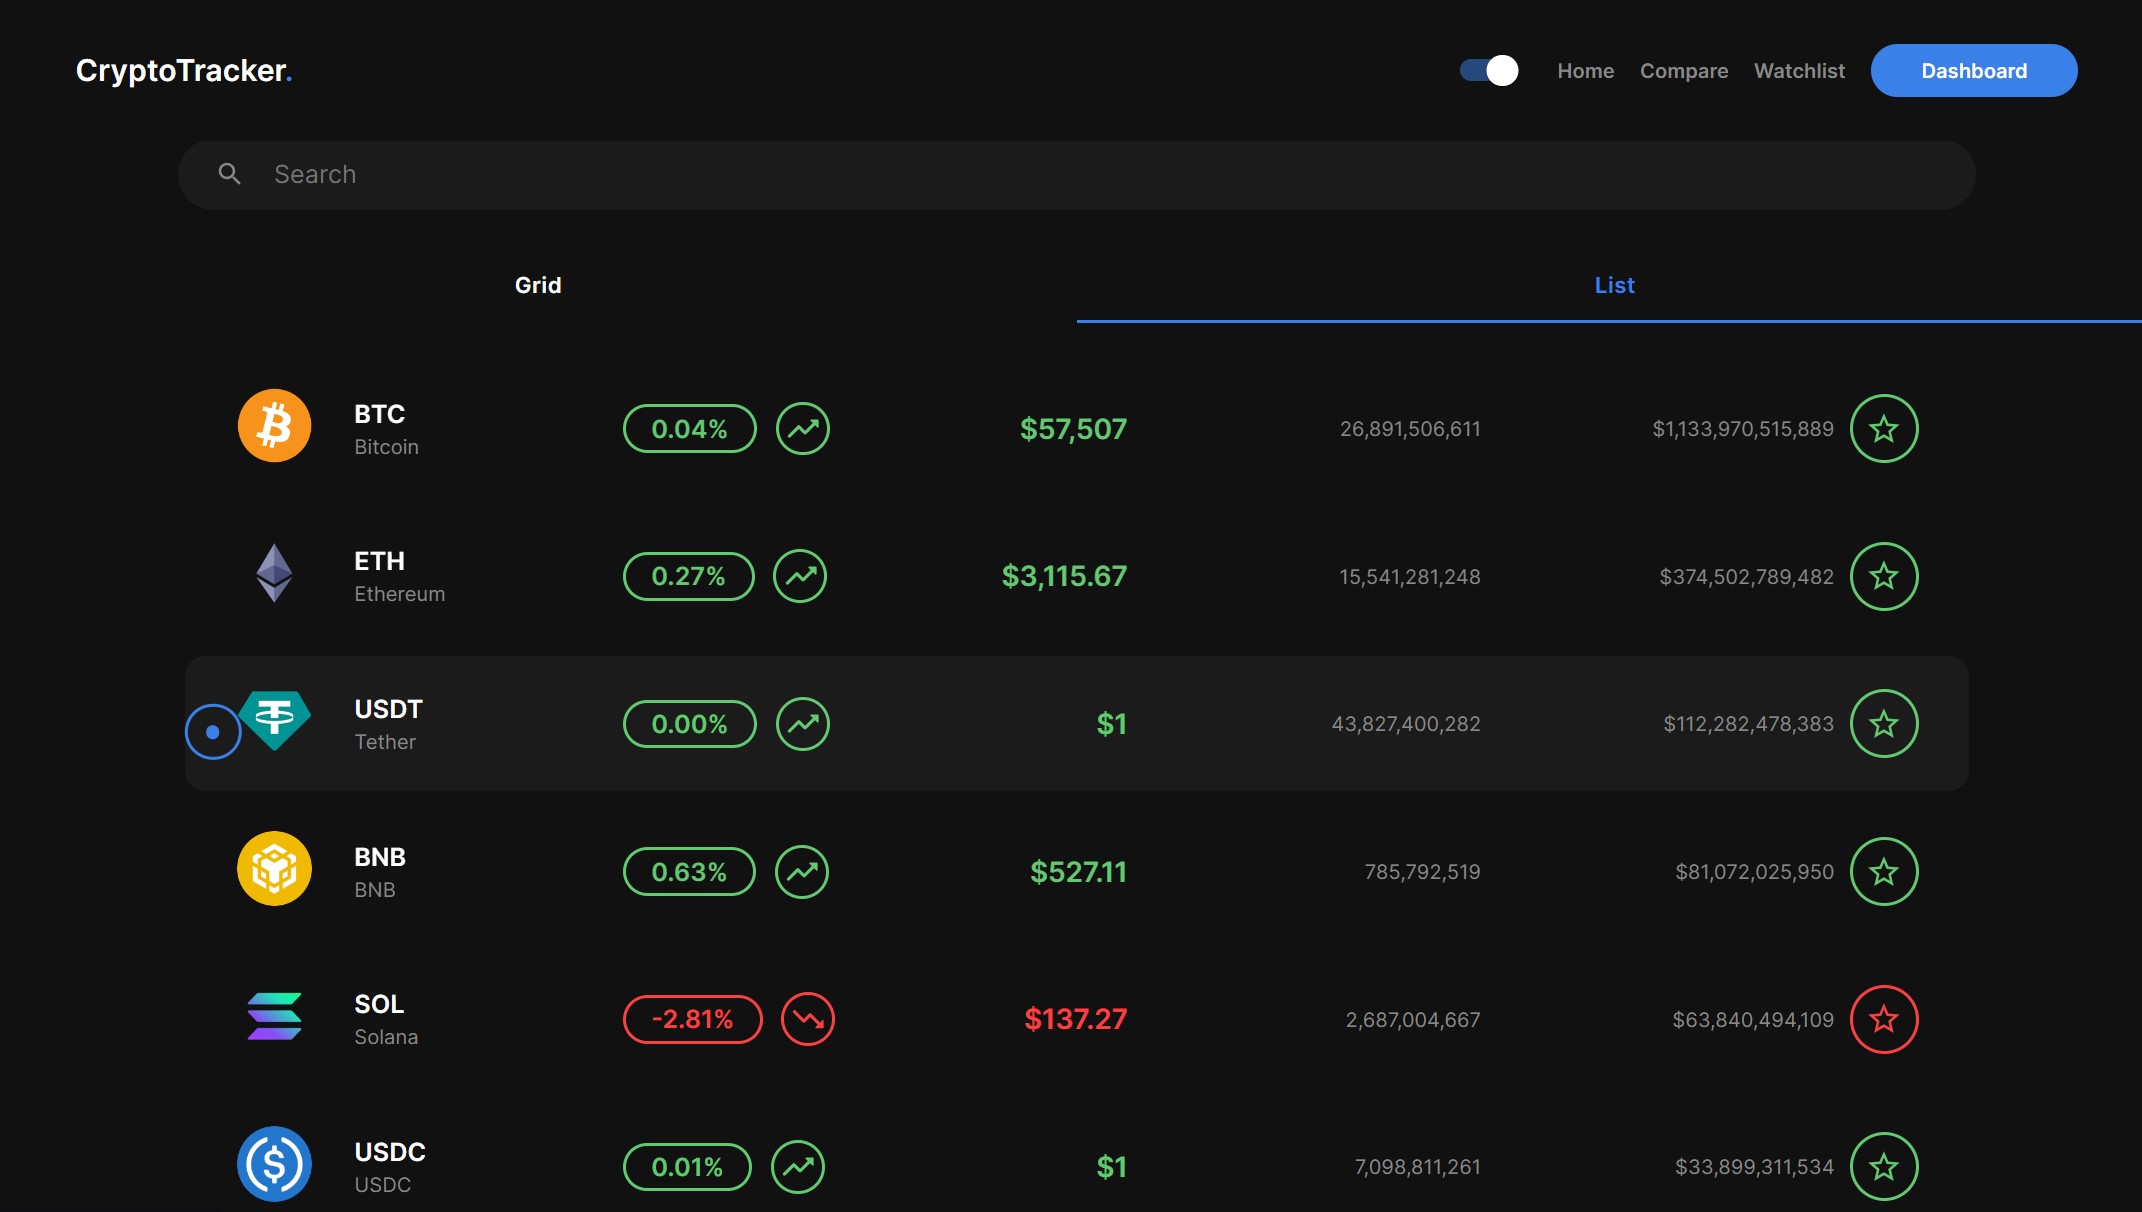 CryptoTracker.
Home Compare Watchlist Dashboard
Search
Grid List
BTC
Bitcoin
0.04% $57,507 26,891,506,611 $1,133,970,515,889
ETH
Ethereum
0.27% $3,115.67 15,541,281,248 $374,502,789,482
USDT
Tether
0.00% $1 43,827,400,282 $112,282,478,383
BNB
BNB
0.63% $527.11 785,792,519 $81,072,025,950
SOL
Solana
-2.81% $137.27 2,687,004,667 $63,840,494,109
USDC
USDC
0.01% $1 7,098,811,261 $33,899,311,534